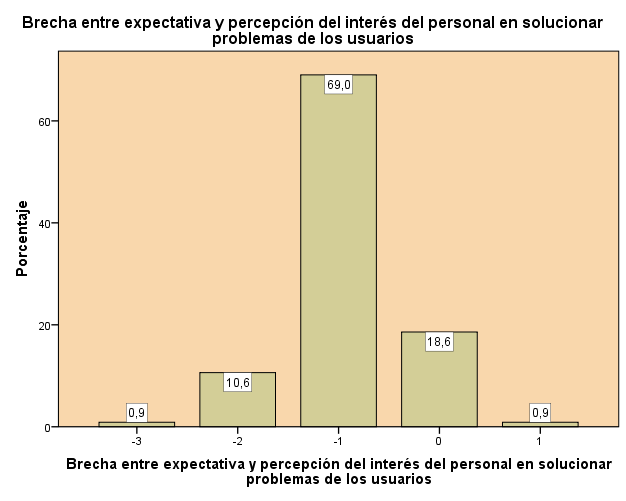 Brecha entre expectativa y percepción del interés del personal en solucionar
problemas de los usuarios
Porcentaje
60
40
20
0
69,0
18,6
10,6
0,9
0,9
-3
-2
-1
0
1
Brecha entre expectativa y percepción del interés del personal en solucionar
problemas de los usuarios